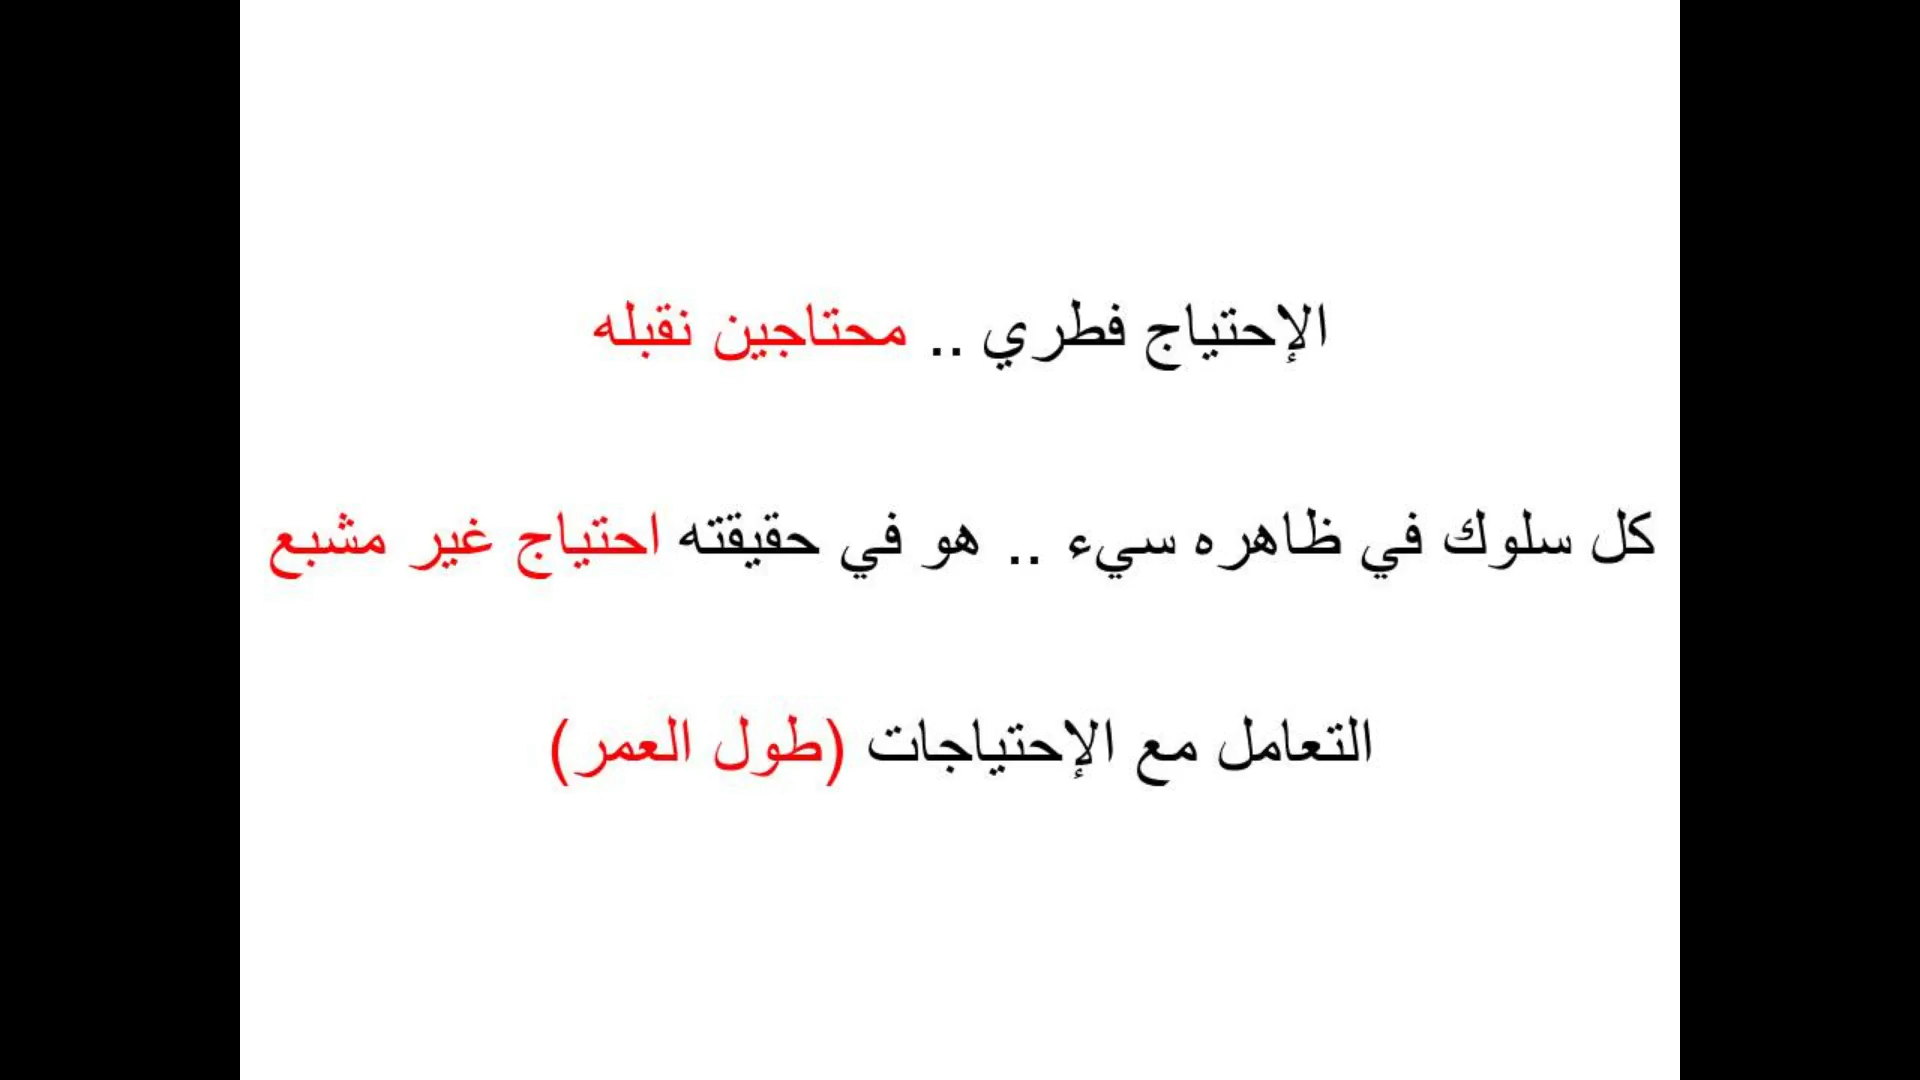 الإحتياج فطري .. محتاجين نقبله
كل سلوك في ظاهره سيء .. هو في حقيقته احتياج غير مشبع
التعامل مع الإحتياجات (طول العمر)